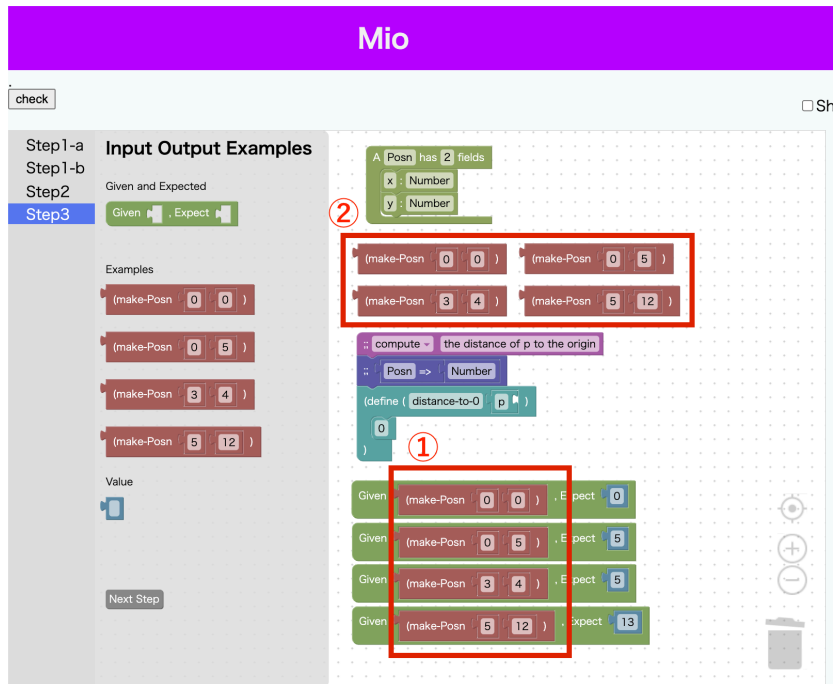 Mio
.
check
Sh
Step1-a
Step1-b
Step2
Step3
Input Output Examples
Given and Expected
Given , Expect
Examples
(make-Posn 0 0 )
(make-Posn 0 5 )
(make-Posn 3 4 )
(make-Posn 5 12 )
Value
Next Step
A Posn has 2 fields
x : Number
y : Number
②
(make-Posn 0 0 ) (make-Posn 0 5 )
(make-Posn 3 4 ) (make-Posn 5 12 )
;; compute the distance of p to the origin
;; Posn => Number
(define ( distance-to-0 p )
0
)
①
Given (make-Posn 0 0 ) , Expect 0
Given (make-Posn 0 5 ) , Expect 5
Given (make-Posn 3 4 ) , Expect 5
Given (make-Posn 5 12 ) , Expect 13